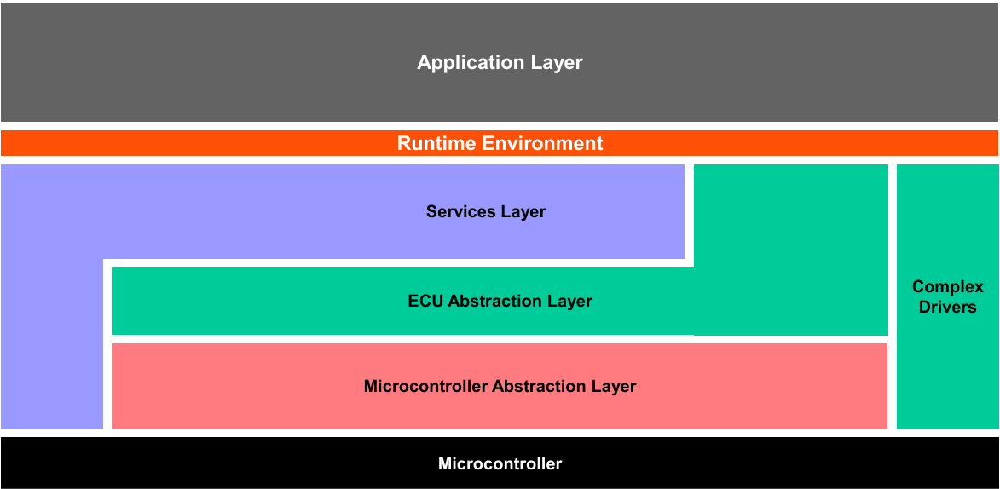 Application Layer
Runtime Environment
Services Layer
ECU Abstraction Layer
Complex
Drivers
Microcontroller Abstraction Layer
Microcontroller